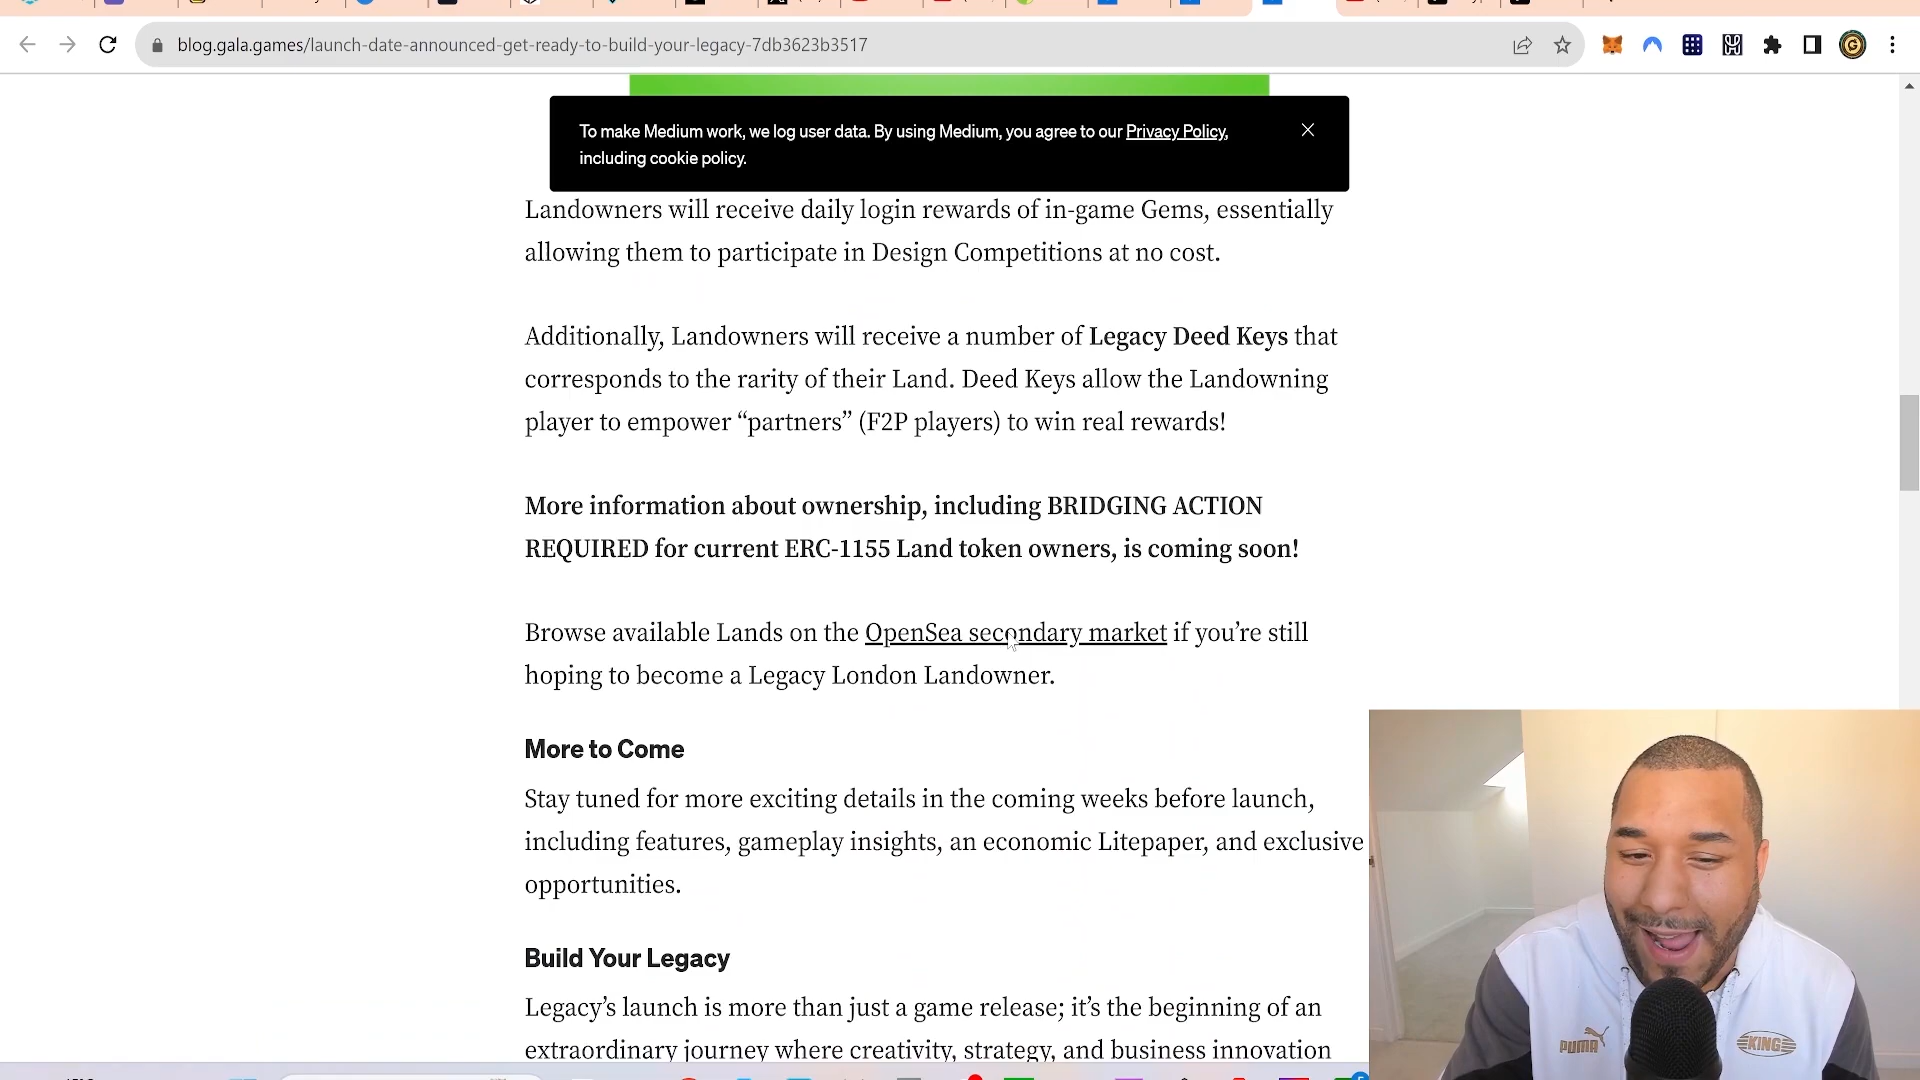 blog.gala.games/launch-date-announced-get-ready-to-build-your-legacy-7db3623b3517
To make Medium work, we log user data. By using Medium, you agree to our Privacy Policy,
including cookie policy.
Landowners will receive daily login rewards of in-game Gems, essentially
allowing them to participate in Design Competitions at no cost.
Additionally, Landowners will receive a number of Legacy Deed Keys that
corresponds to the rarity of their Land. Deed Keys allow the Landowning
player to empower “partners” (F2P players) to win real rewards!
More information about ownership, including BRIDGING ACTION
REQUIRED for current ERC-1155 Land token owners, is coming soon!
Browse available Lands on the OpenSea secondary market if you’re still
hoping to become a Legacy London Landowner.
More to Come
Stay tuned for more exciting details in the coming weeks before launch,
including features, gameplay insights, an economic Litepaper, and exclusive
opportunities.
Build Your Legacy
Legacy’s launch is more than just a game release; it’s the beginning of an
extraordinary journey where creativity, strategy, and business innovation
PUMA
KING